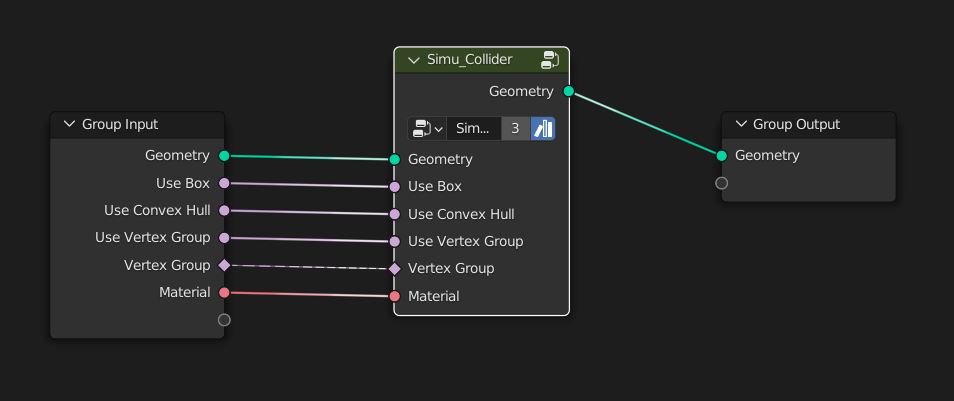 Group Input
Geometry
Use Box
Use Convex Hull
Use Vertex Group
Vertex Group
Material
Simu_Collider
Geometry
Sim... 3
Geometry
Use Box
Use Convex Hull
Use Vertex Group
Vertex Group
Material
Group Output
Geometry